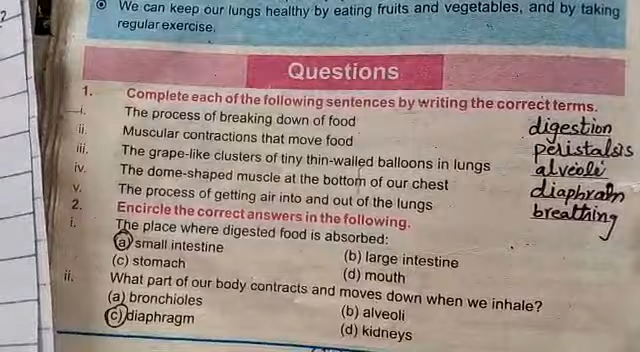 We can keep our lungs healthy by eating fruits and vegetables, and by taking
regular exercise.
Questions
1. Complete each of the following sentences by writing the correct terms.
i. The process of breaking down of food digestion
ii. Muscular contractions that move food peristalsis
iii. The grape-like clusters of tiny thin-walled balloons in lungs alveole
iv. The dome-shaped muscle at the bottom of our chest diaphram
v. The process of getting air into and out of the lungs breathing
2. Encircle the correct answers in the following.
i. The place where digested food is absorbed:
(a) small intestine (b) large intestine
(c) stomach (d) mouth
ii. What part of our body contracts and moves down when we inhale?
(a) bronchioles (b) alveoli
(c) diaphragm (d) kidneys